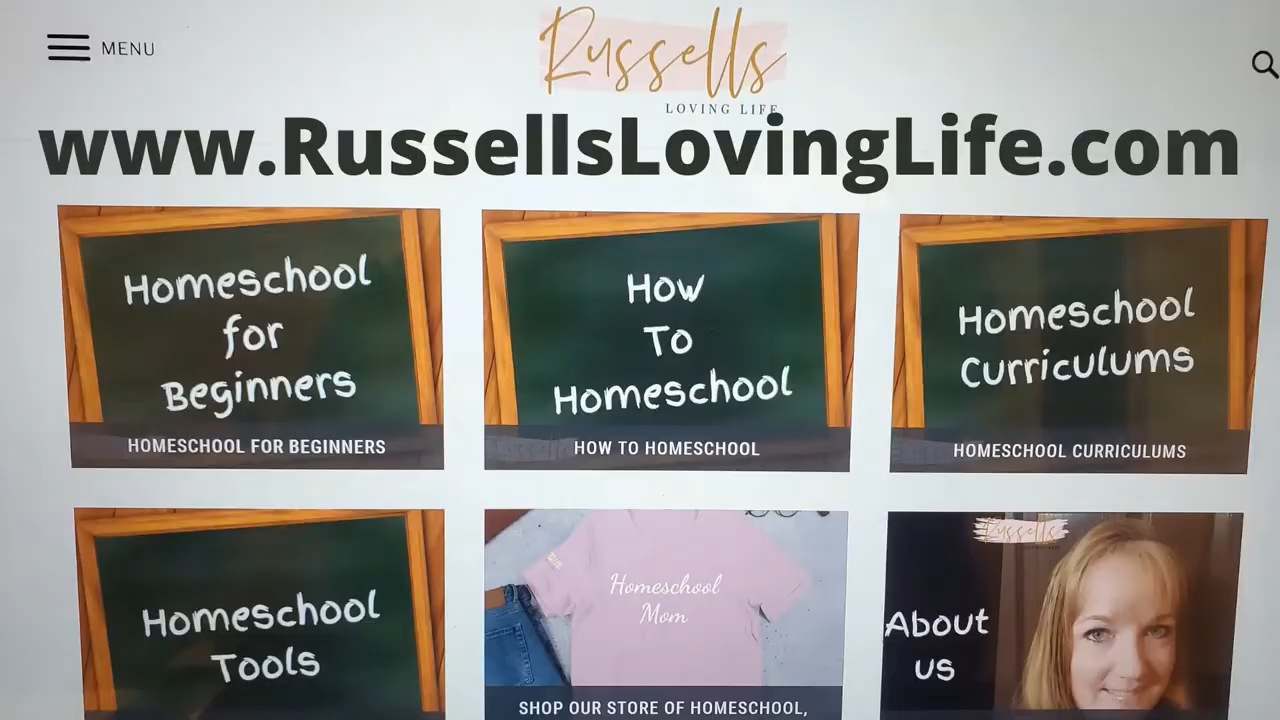 MENU
Russells
LOVING LIFE
www.RussellsLovingLife.com
Homeschool
for
Beginners
HOMESCHOOL FOR BEGINNERS
How
To
Homeschool
HOW TO HOMESCHOOL
Homeschool
Curriculums
HOMESCHOOL CURRICULUMS
Homeschool
Tools
Homeschool
Mom
SHOP OUR STORE OF HOMESCHOOL,
Russells
About
us